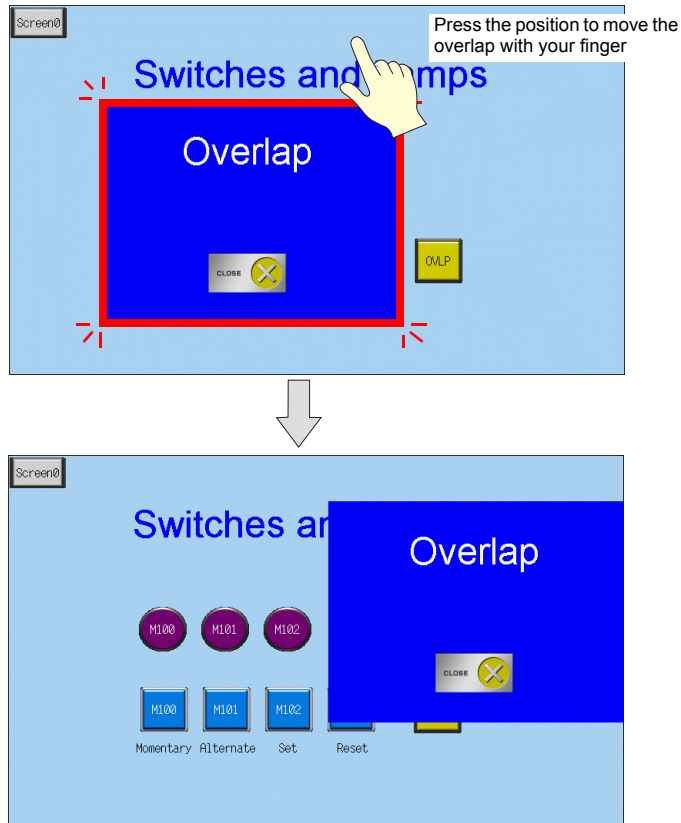 Screen0
Press the position to move the
overlap with your finger
Switches and mps
Overlap
CLOSE
OVLP
Screen0
Switches ar
Overlap
M100 M101 M102
CLOSE
M100 M101 M102
Momentary Alternate Set Reset